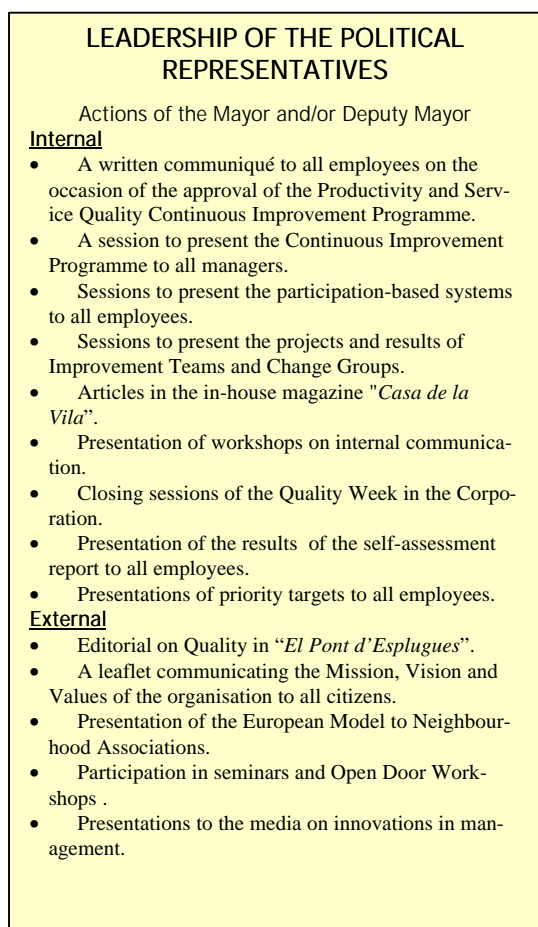 LEADERSHIP OF THE POLITICAL
REPRESENTATIVES
Actions of the Mayor and/or Deputy Mayor
Internal
• A written communiqué to all employees on the
occasion of the approval of the Productivity and Serv-
ice Quality Continuous Improvement Programme.
• A session to present the Continuous Improvement
Programme to all managers.
• Sessions to present the participation-based systems
to all employees.
• Sessions to present the projects and results of
Improvement Teams and Change Groups.
• Articles in the in-house magazine "Casa de la
Vila”.
• Presentation of workshops on internal communica-
tion.
• Closing sessions of the Quality Week in the Corpo-
ration.
• Presentation of the results of the self-assessment
report to all employees.
• Presentations of priority targets to all employees.
External
• Editorial on Quality in “El Pont d’Esplugues”.
• A leaflet communicating the Mission, Vision and
Values of the organisation to all citizens.
• Presentation of the European Model to Neighbour-
hood Associations.
• Participation in seminars and Open Door Work-
shops .
• Presentations to the media on innovations in man-
agement.